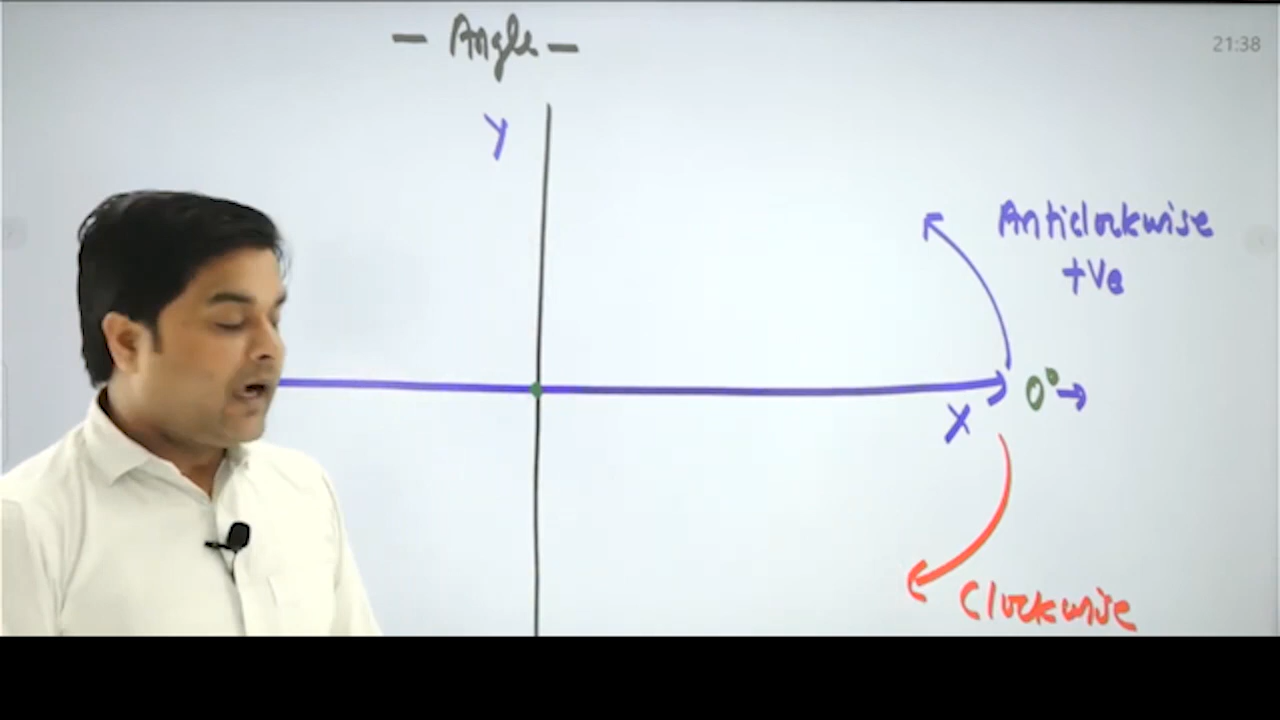 — Angle —
21:38
Y
Anticlockwise
+Ve
0°
X
Clockwise